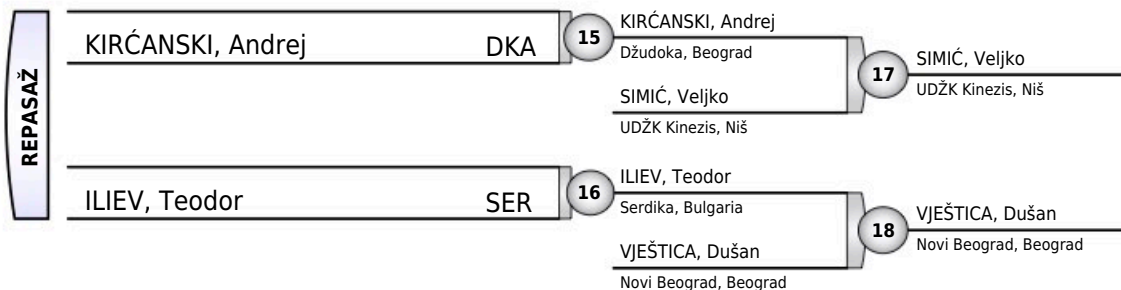 REPASAŽ
KIRĆANSKI, Andrej DKA
15
KIRĆANSKI, Andrej
Džudoka, Beograd
SIMIĆ, Veljko
UDŽK Kinezis, Niš
17
SIMIĆ, Veljko
UDŽK Kinezis, Niš
ILIEV, Teodor SER
16
ILIEV, Teodor
Serdika, Bulgaria
VJEŠTICA, Dušan
Novi Beograd, Beograd
18
VJEŠTICA, Dušan
Novi Beograd, Beograd